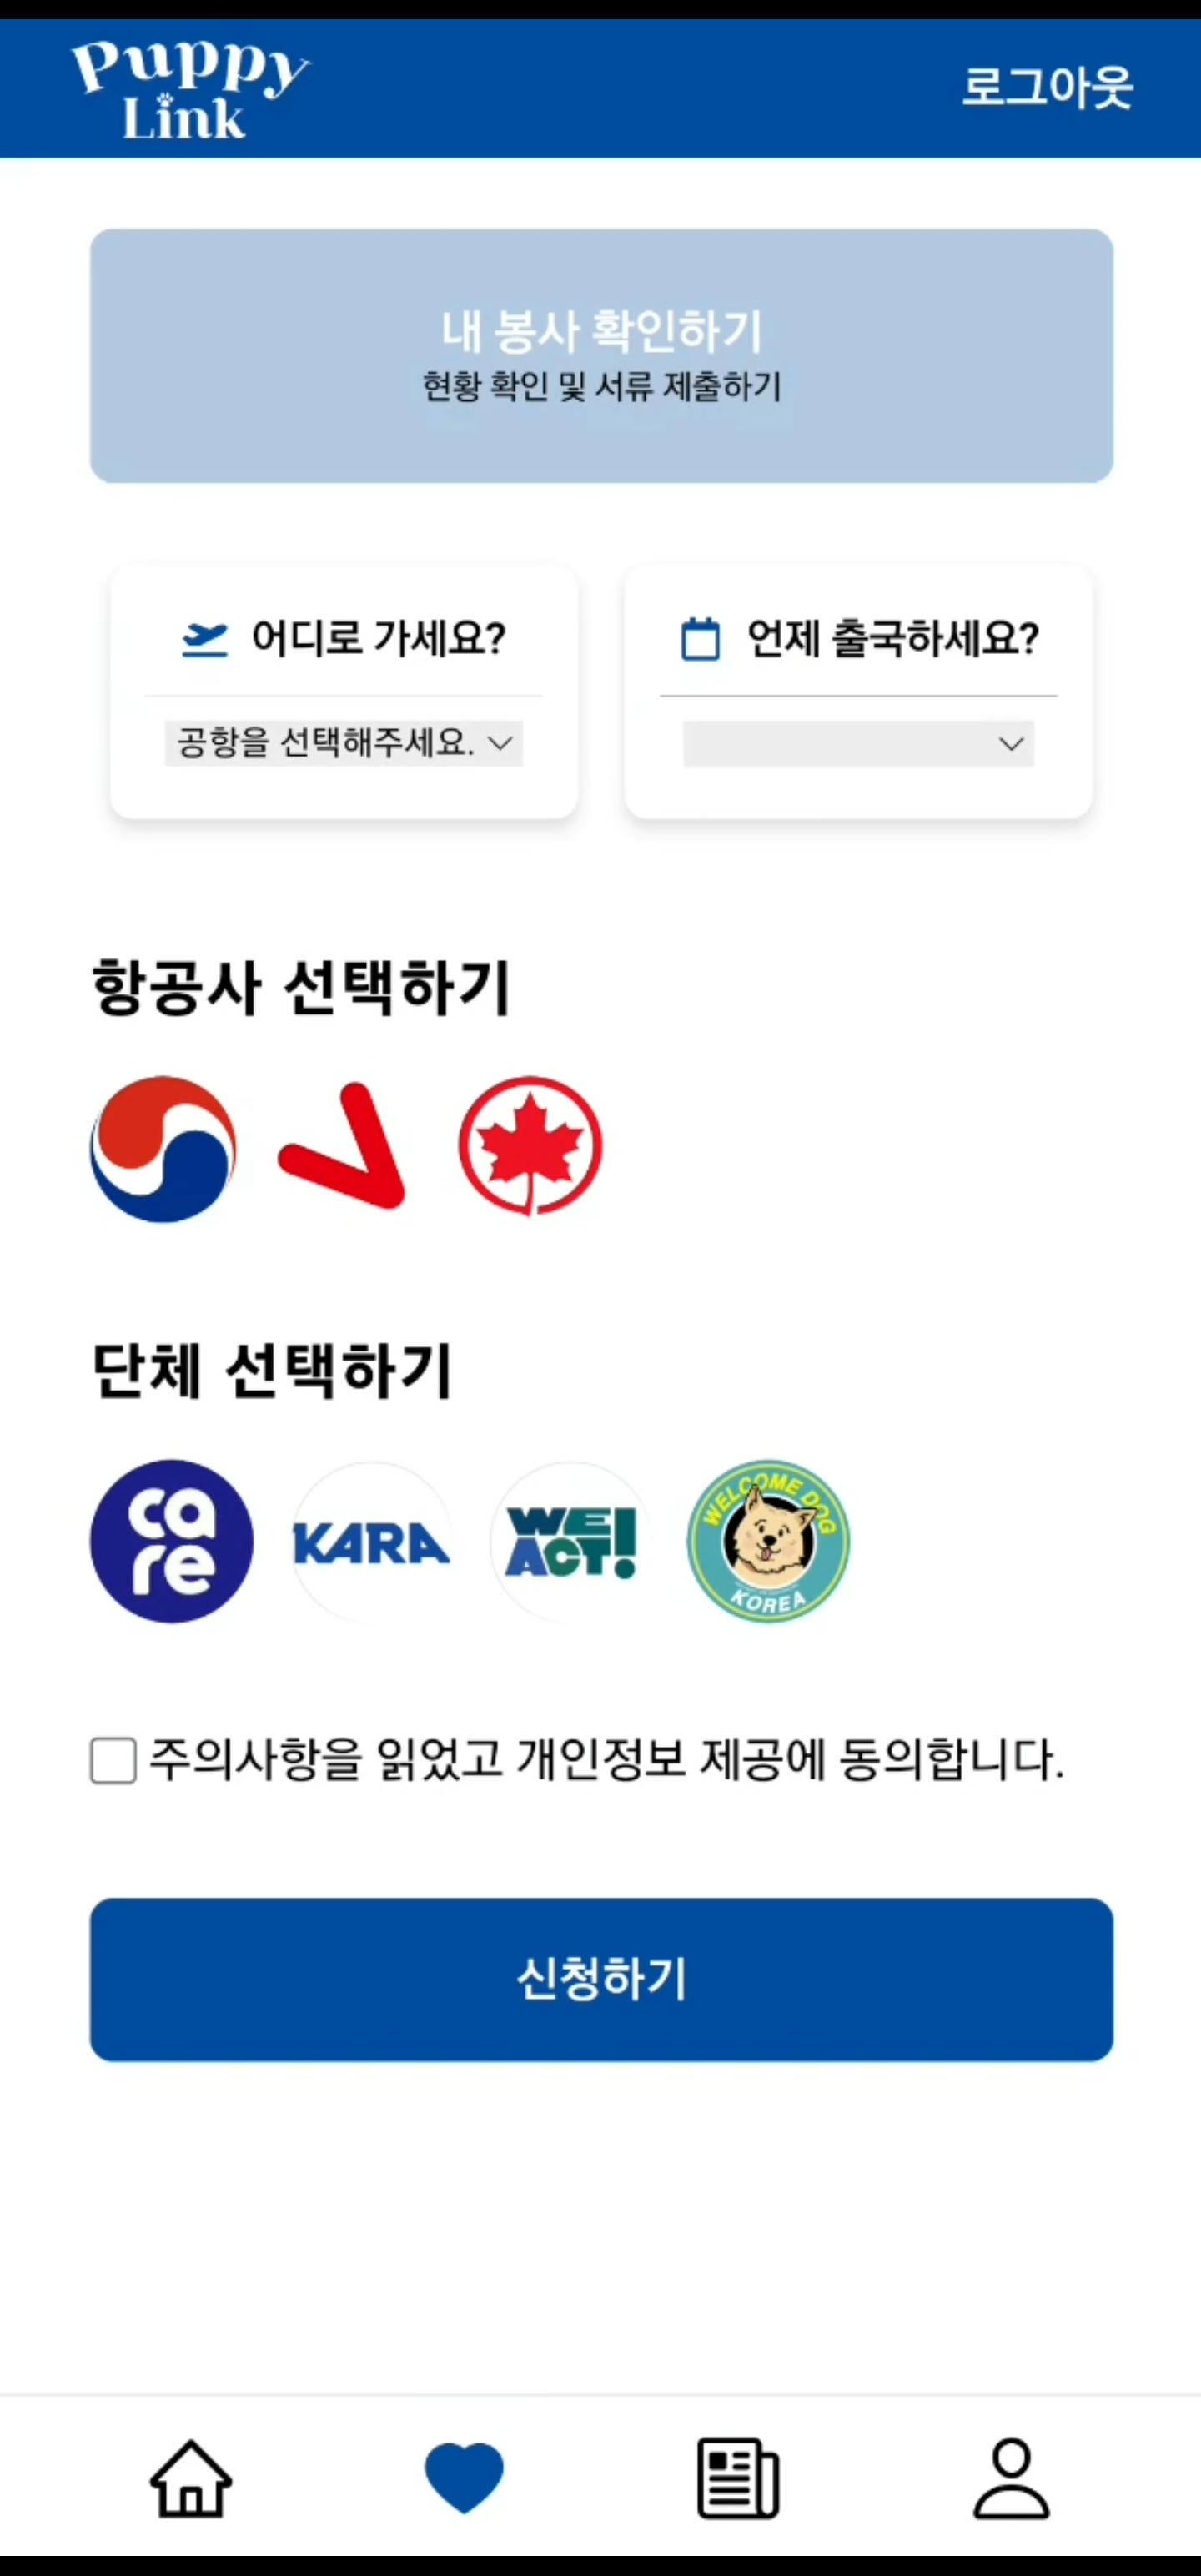 Puppy
Link
로그아웃
내 봉사 확인하기
현황 확인 및 서류 제출하기
어디로 가세요?
언제 출국하세요?
공항을 선택해주세요.
항공사 선택하기
단체 선택하기
ca
re
KARA
WE
ACT!
WELCOME DOG
KOREA
주의사항을 읽었고 개인정보 제공에 동의합니다.
신청하기